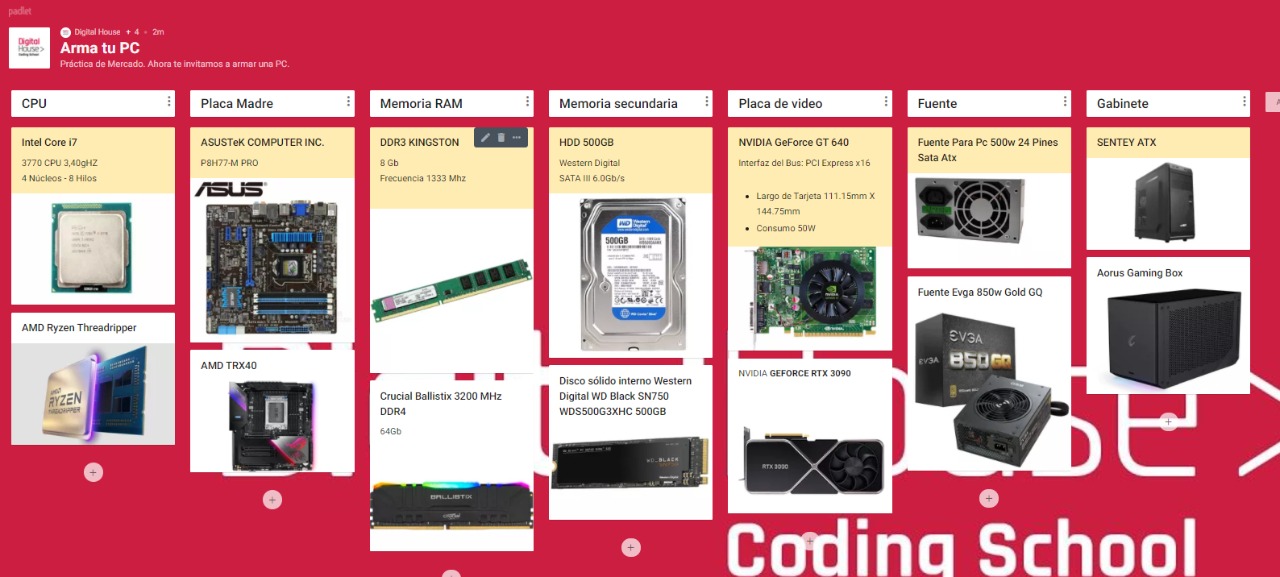 padlet
Digital House + 4 • 2m
Digital
House>
Coding School
Arma tu PC
Práctica de Mercado. Ahora te invitamos a armar una PC.
CPU
Intel Core i7
3770 CPU 3,40gHZ
4 Núcleos - 8 Hilos
AMD Ryzen Threadripper
AMD
RYZEN
THREADRIPPER
Placa Madre
ASUSTeK COMPUTER INC.
P8H77-M PRO
ASUS
AMD TRX40
Memoria RAM
DDR3 KINGSTON
8 Gb
Frecuencia 1333 Mhz
Crucial Ballistix 3200 MHz
DDR4
64Gb
BALLISTIX
Memoria secundaria
HDD 500GB
Western Digital
SATA III 6.0Gb/s
WD Western
Digital
500GB
Disco sólido interno Western
Digital WD Black SN750
WDS500G3XHC 500GB
WD_BLACK
Placa de video
NVIDIA GeForce GT 640
Interfaz del Bus: PCI Express x16
• Largo de Tarjeta 111.15mm X
144.75mm
• Consumo 50W
NVIDIA GEFORCE RTX 3090
RTX 3090
Fuente
Fuente Para Pc 500w 24 Pines
Sata Atx
Fuente Evga 850w Gold GQ
EVGA
850 GQ
Gabinete
SENTEY ATX
Aorus Gaming Box
Coding School